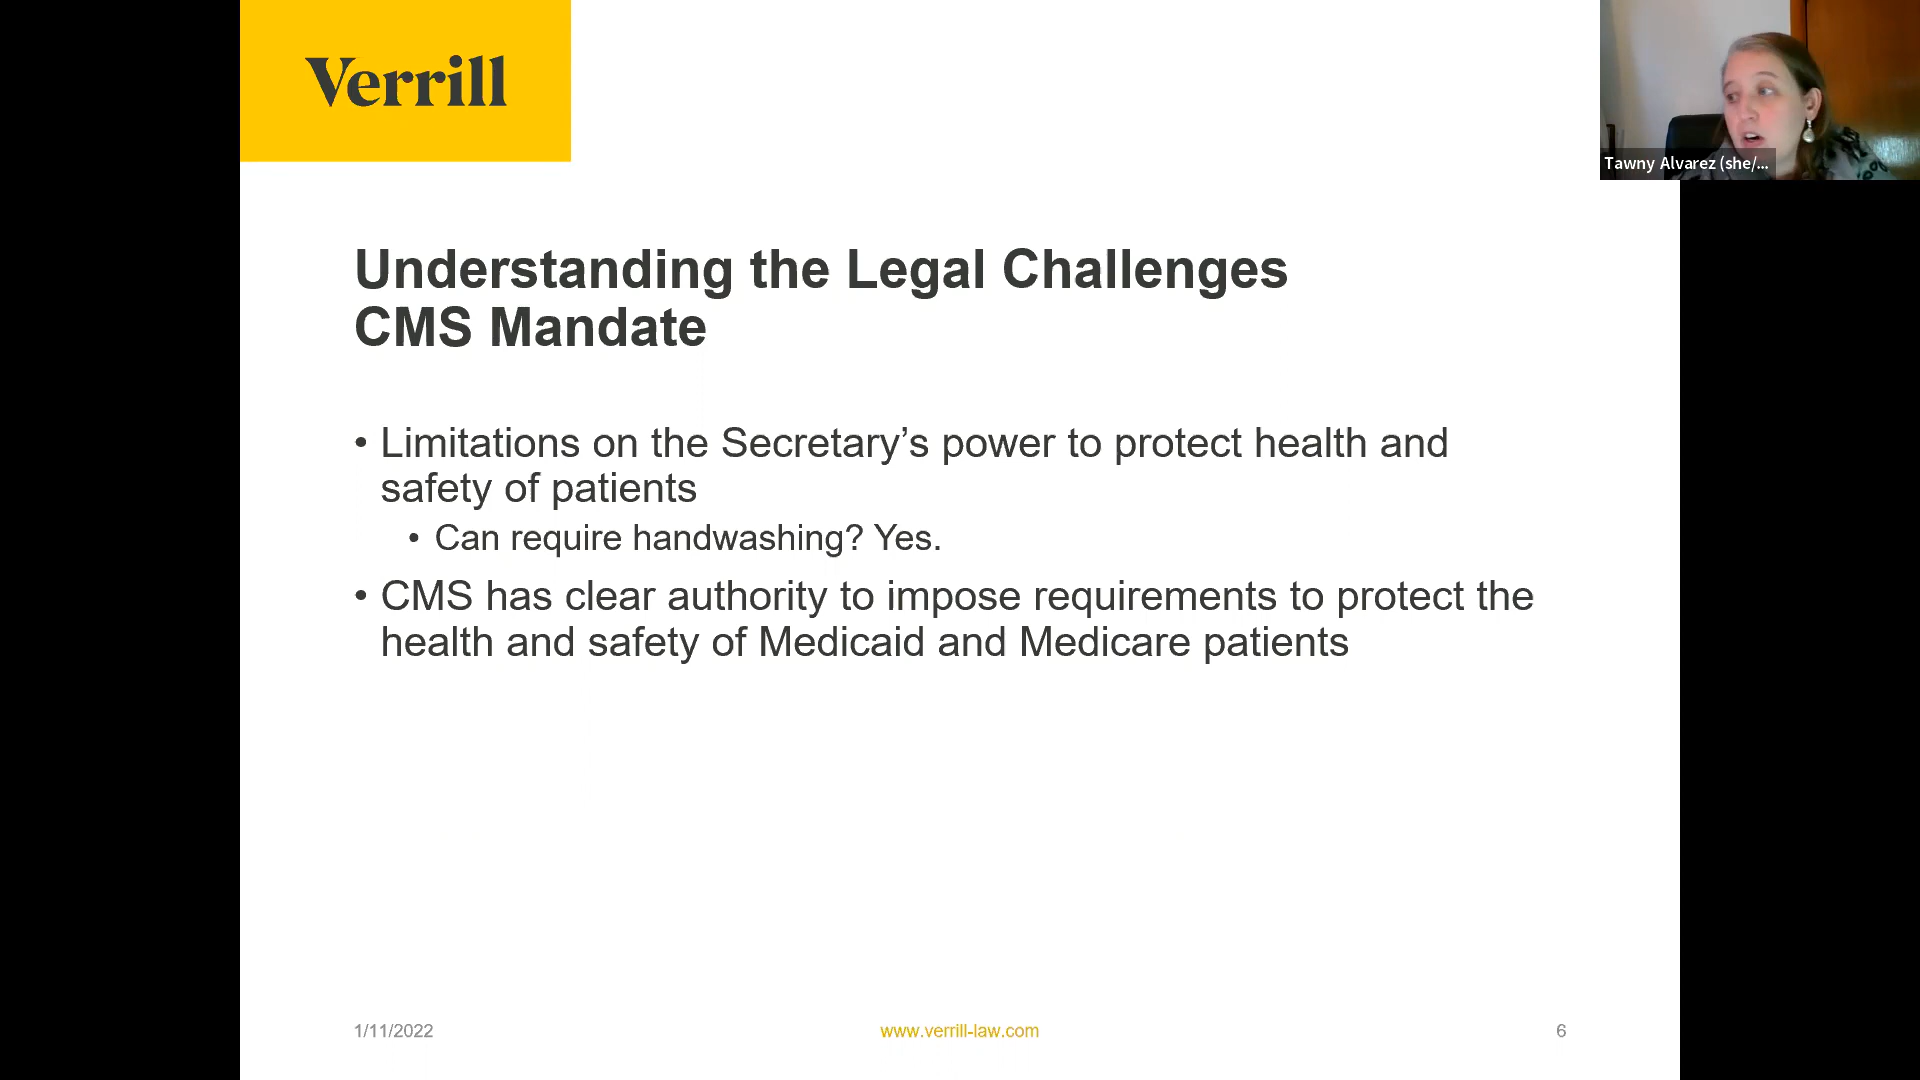 Verrill
Tawny Alvarez (she/...
Understanding the Legal Challenges
CMS Mandate
• Limitations on the Secretary’s power to protect health and
safety of patients
• Can require handwashing? Yes.
• CMS has clear authority to impose requirements to protect the
health and safety of Medicaid and Medicare patients
1/11/2022
www.verrill-law.com
6